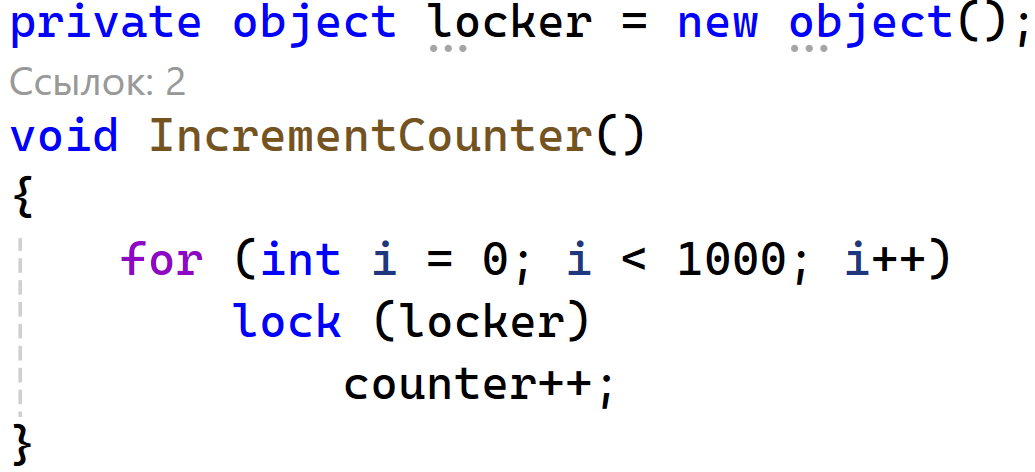 private object locker = new object();
Ссылок: 2
void IncrementCounter()
{
    for (int i = 0; i < 1000; i++)
        lock (locker)
            counter++;
}